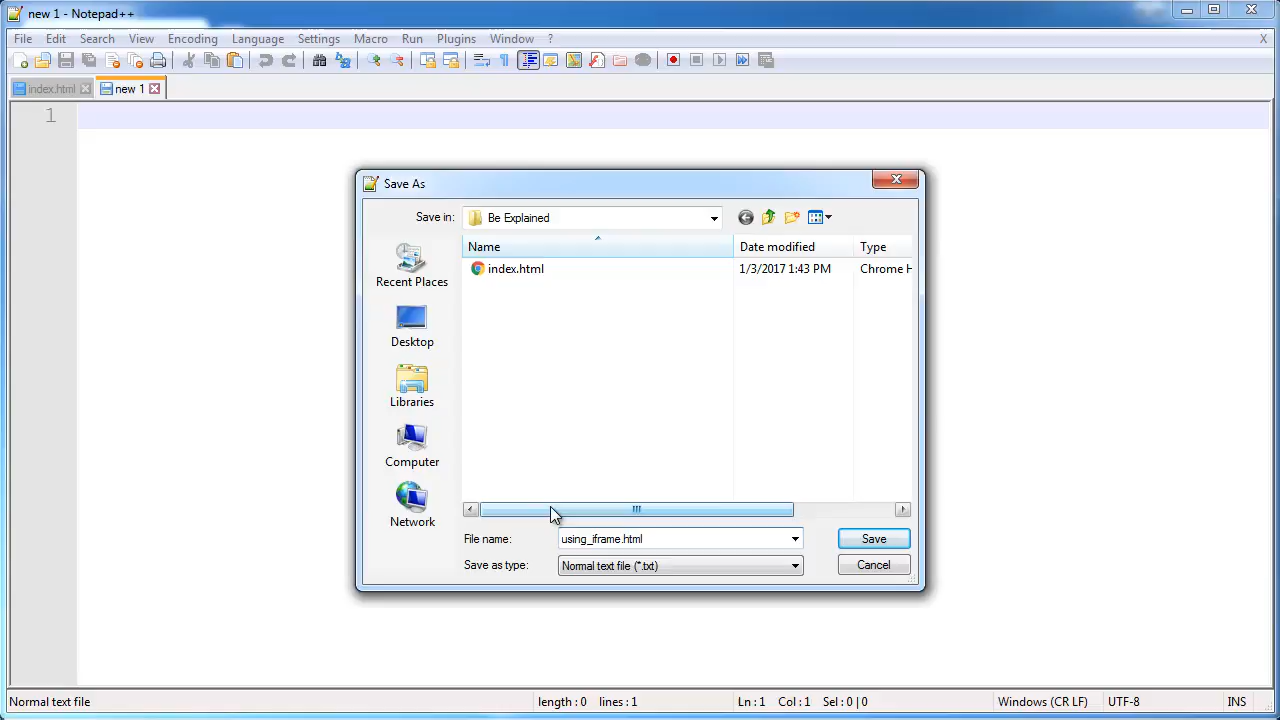 new 1 - Notepad++
File Edit Search View Encoding Language Settings Macro Run Plugins Window ? X
index.html new 1
1
Save As
Save in: Be Explained
Name Date modified Type
index.html 1/3/2017 1:43 PM Chrome H
Recent Places
Desktop
Libraries
Computer
Network
File name: using_iframe.html Save
Save as type: Normal text file (*.txt) Cancel
Normal text file length : 0 lines : 1 Ln : 1 Col : 1 Sel : 0 | 0 Windows (CR LF) UTF-8 INS